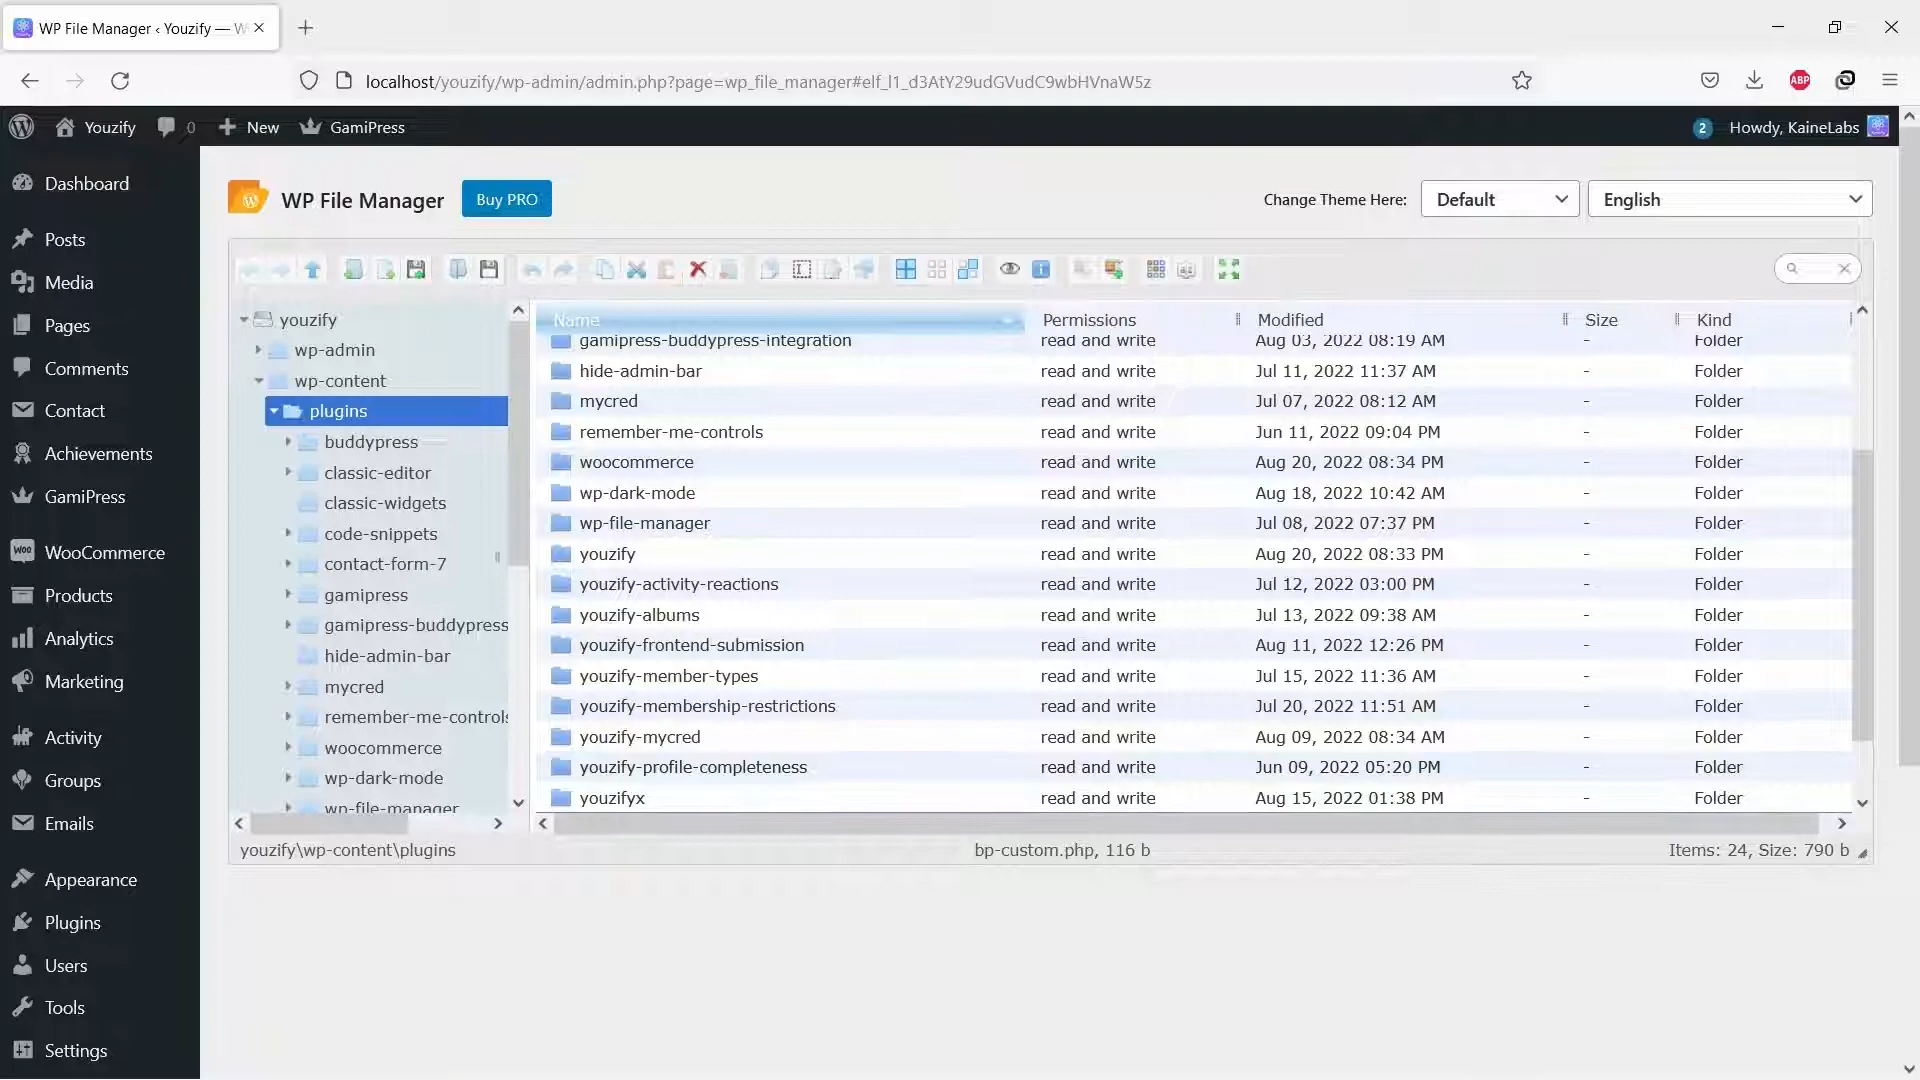 WP File Manager ‹ Youzify — W
localhost/youzify/wp-admin/admin.php?page=wp_file_manager#elf_l1_d3AtY29udGVudC9wbHVnaW5z
ABP
Youzify
0
New
GamiPress
2
Howdy, KaineLabs
Dashboard
Posts
Media
Pages
Comments
Contact
Achievements
GamiPress
WooCommerce
Products
Analytics
Marketing
Activity
Groups
Emails
Appearance
Plugins
Users
Tools
Settings
WP File Manager
Buy PRO
Change Theme Here:
Default
English
youzify
wp-admin
wp-content
plugins
buddypress
classic-editor
classic-widgets
code-snippets
contact-form-7
gamipress
gamipress-buddypress
hide-admin-bar
mycred
remember-me-controls
woocommerce
wp-dark-mode
wp-file-manager
Name Permissions Modified Size Kind
gamipress-buddypress-integration read and write Aug 03, 2022 08:19 AM - Folder
hide-admin-bar read and write Jul 11, 2022 11:37 AM - Folder
mycred read and write Jul 07, 2022 08:12 AM - Folder
remember-me-controls read and write Jun 11, 2022 09:04 PM - Folder
woocommerce read and write Aug 20, 2022 08:34 PM - Folder
wp-dark-mode read and write Aug 18, 2022 10:42 AM - Folder
wp-file-manager read and write Jul 08, 2022 07:37 PM - Folder
youzify read and write Aug 20, 2022 08:33 PM - Folder
youzify-activity-reactions read and write Jul 12, 2022 03:00 PM - Folder
youzify-albums read and write Jul 13, 2022 09:38 AM - Folder
youzify-frontend-submission read and write Aug 11, 2022 12:26 PM - Folder
youzify-member-types read and write Jul 15, 2022 11:36 AM - Folder
youzify-membership-restrictions read and write Jul 20, 2022 11:51 AM - Folder
youzify-mycred read and write Aug 09, 2022 08:34 AM - Folder
youzify-profile-completeness read and write Jun 09, 2022 05:20 PM - Folder
youzifyx read and write Aug 15, 2022 01:38 PM - Folder
youzify\wp-content\plugins
bp-custom.php, 116 b
Items: 24, Size: 790 b